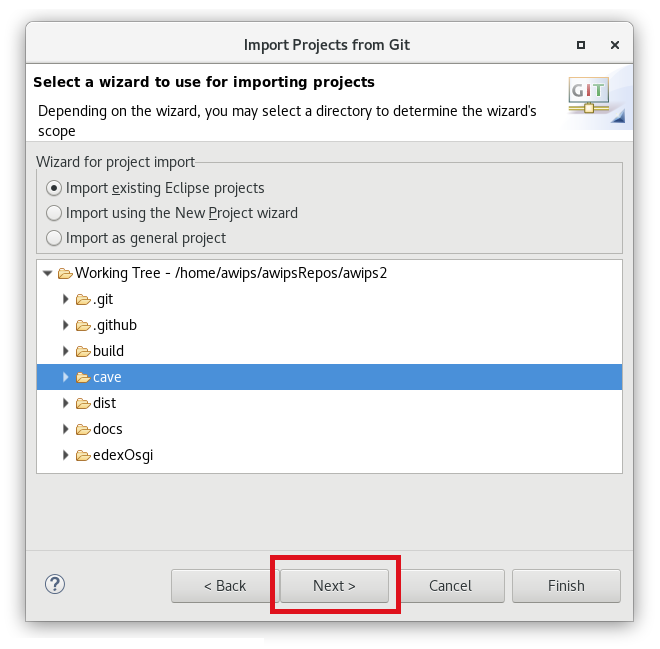 Import Projects from Git
Select a wizard to use for importing projects
Depending on the wizard, you may select a directory to determine the wizard's
scope
GIT
Wizard for project import
Import existing Eclipse projects
Import using the New Project wizard
Import as general project
Working Tree - /home/awips/awipsRepos/awips2
.git
.github
build
cave
dist
docs
edexOsgi
?
< Back
Next >
Cancel
Finish